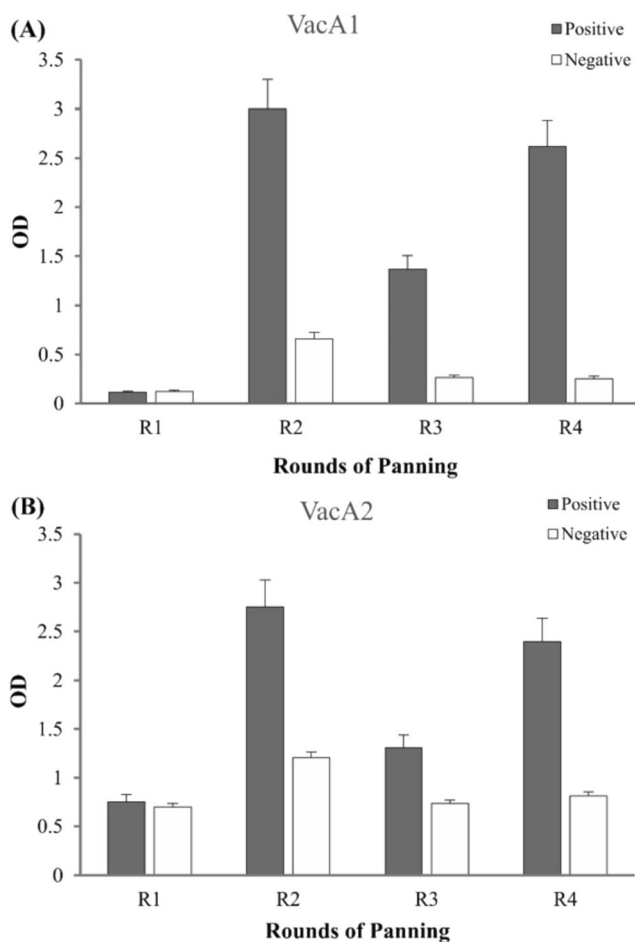 (A)
VacA1
Positive
Negative
3.5
3
2.5
2
1.5
1
0.5
0
OD
R1 R2 R3 R4
Rounds of Panning
(B)
VacA2
Positive
Negative
3.5
3
2.5
2
1.5
1
0.5
0
OD
R1 R2 R3 R4
Rounds of Panning